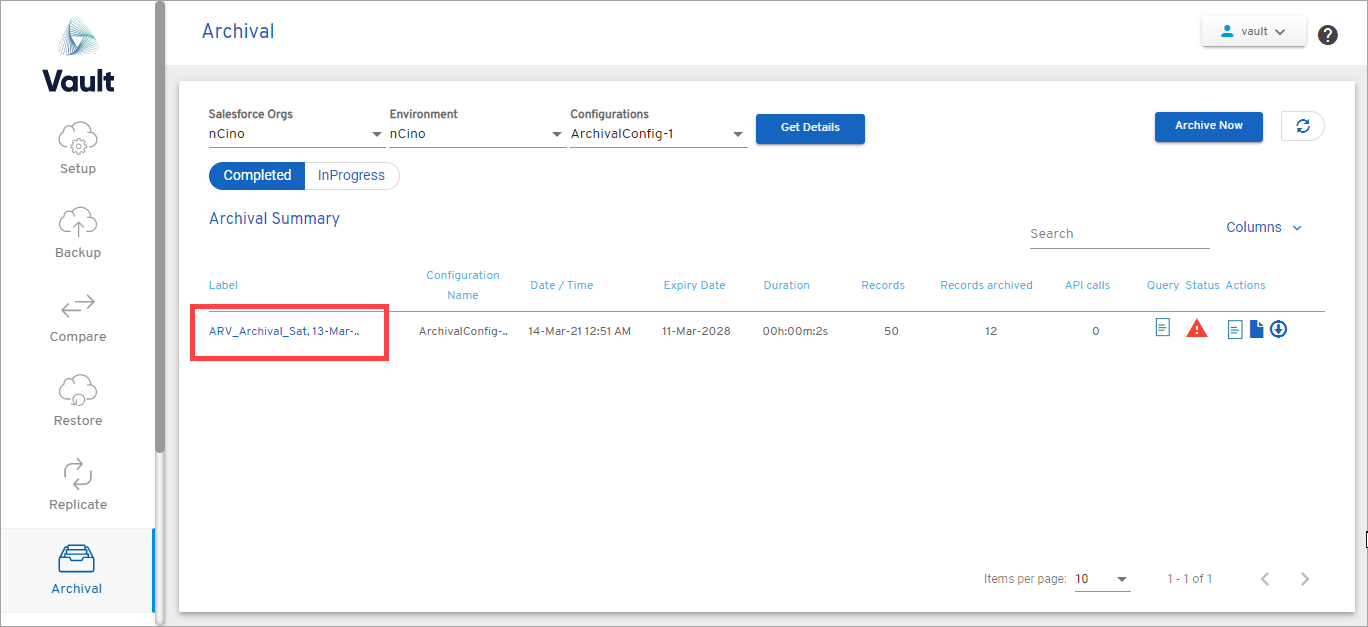 Archival
vault
?
Vault
Setup
Backup
Compare
Restore
Replicate
Archival
Salesforce Orgs
nCino
Environment
nCino
Configurations
ArchivalConfig-1
Get Details
Archive Now
Completed
InProgress
Archival Summary
Search
Columns
Label
Configuration
Name
Date / Time
Expiry Date
Duration
Records
Records archived
API calls
Query
Status
Actions
ARV_Archival_Sat, 13-Mar-..
ArchivalConfig-..
14-Mar-21 12:51 AM
11-Mar-2028
00h:00m:2s
50
12
0
Items per page:
10
1 - 1 of 1